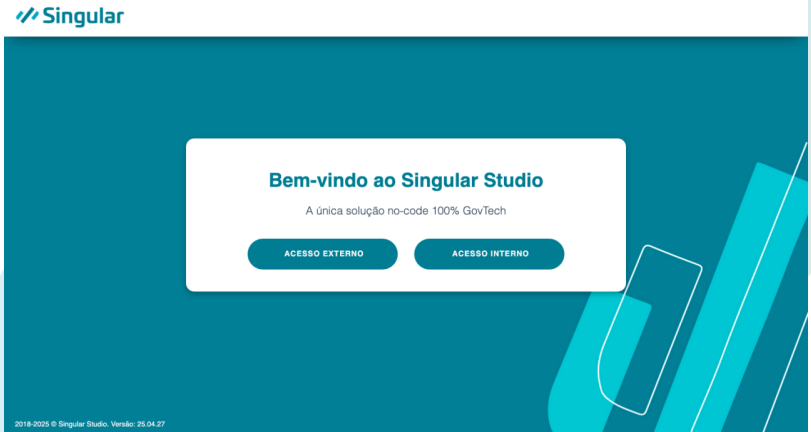 Singular
Bem-vindo ao Singular Studio
A única solução no-code 100% GovTech
ACESSO EXTERNO
ACESSO INTERNO
2018-2025 © Singular Studio. Versão: 25.04.27